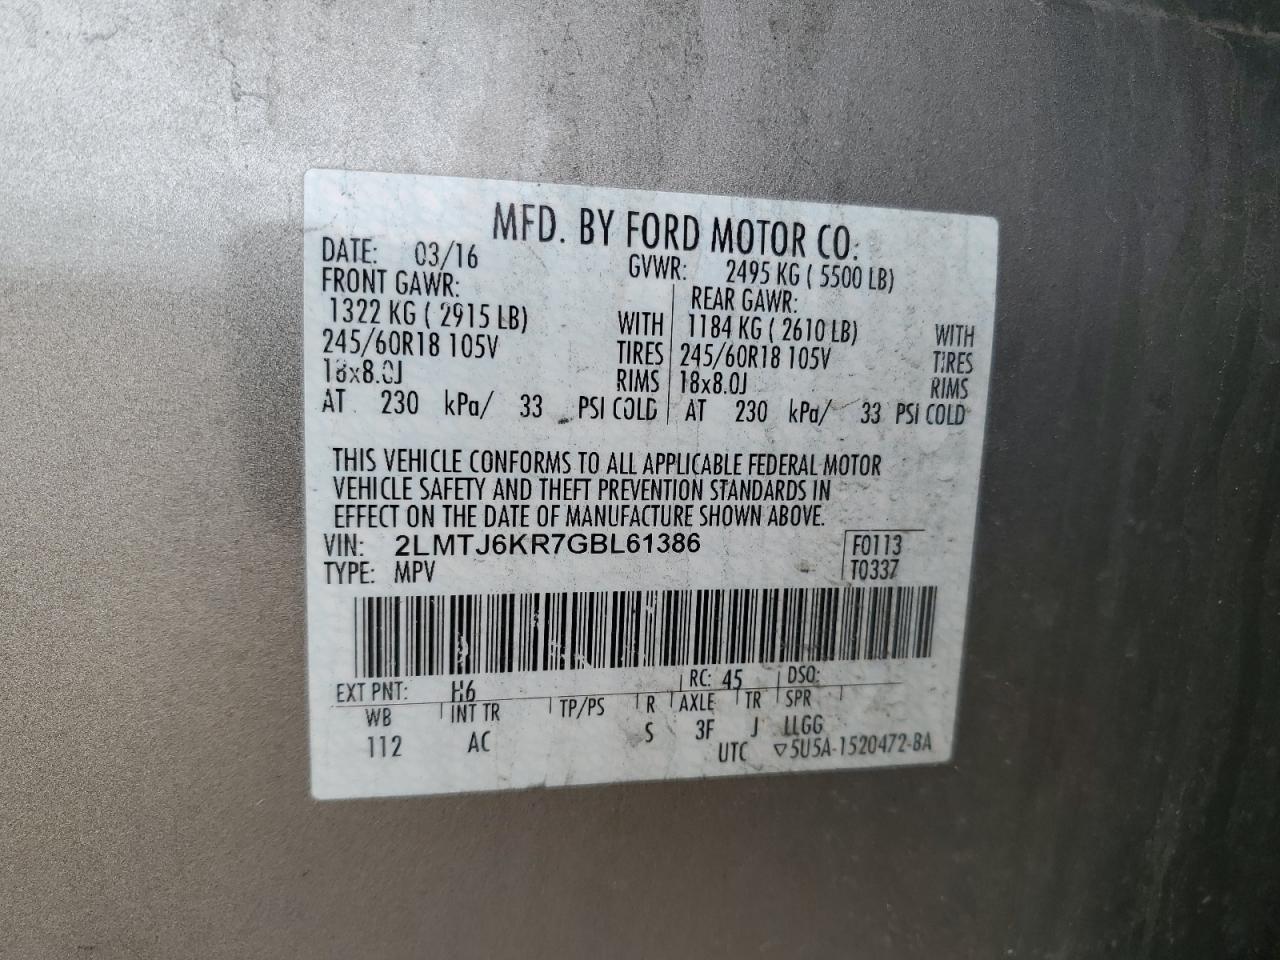 MFD. BY FORD MOTOR CO.
DATE: 03/16 GVWR: 2495 KG ( 5500 LB)
FRONT GAWR: REAR GAWR:
1322 KG ( 2915 LB) WITH 1184 KG ( 2610 LB) WITH
245/60R18 105V TIRES 245/60R18 105V TIRES
18x8.0J RIMS 18x8.0J RIMS
AT 230 kPa/ 33 PSI COLD AT 230 kPa/ 33 PSI COLD
THIS VEHICLE CONFORMS TO ALL APPLICABLE FEDERAL MOTOR
VEHICLE SAFETY AND THEFT PREVENTION STANDARDS IN
EFFECT ON THE DATE OF MANUFACTURE SHOWN ABOVE.
VIN: 2LMTJ6KR7GBL61386 F0113
TYPE: MPV T0337
EXT PNT: H6 RC: 45 DSO:
WB INT TR TP/PS R AXLE TR SPR
112 AC S 3F J LLGG
UTC ▽5U5A-1520472-BA